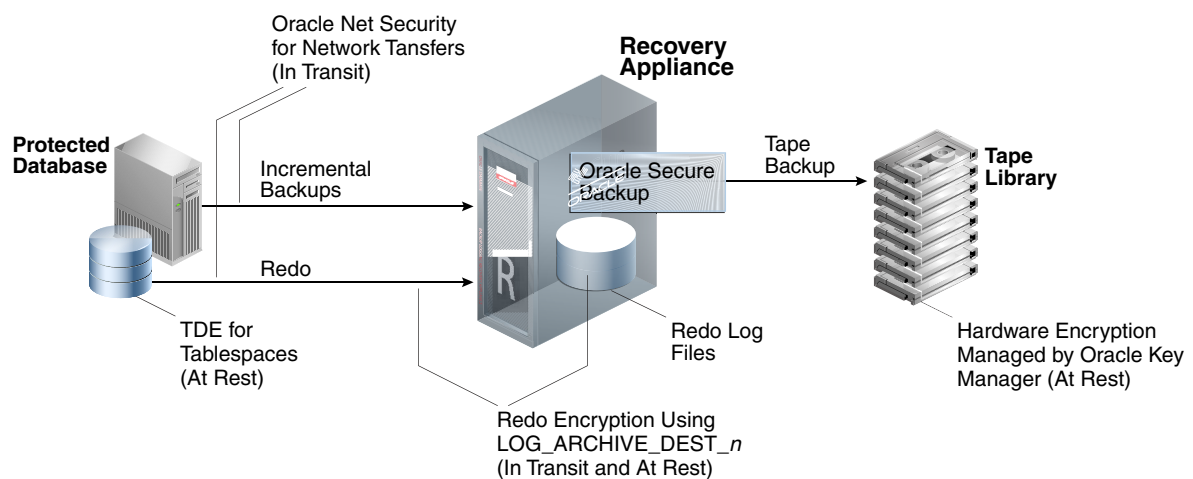 Oracle Net Security
for Network Tansfers
(In Transit)
Recovery
Appliance
Protected
Database
Incremental
Backups
Oracle Secure
Backup
Tape
Backup
Tape
Library
Redo
R
TDE for
Tablespaces
(At Rest)
Redo Log
Files
Hardware Encryption
Managed by Oracle Key
Manager (At Rest)
Redo Encryption Using
LOG_ARCHIVE_DEST_n
(In Transit and At Rest)